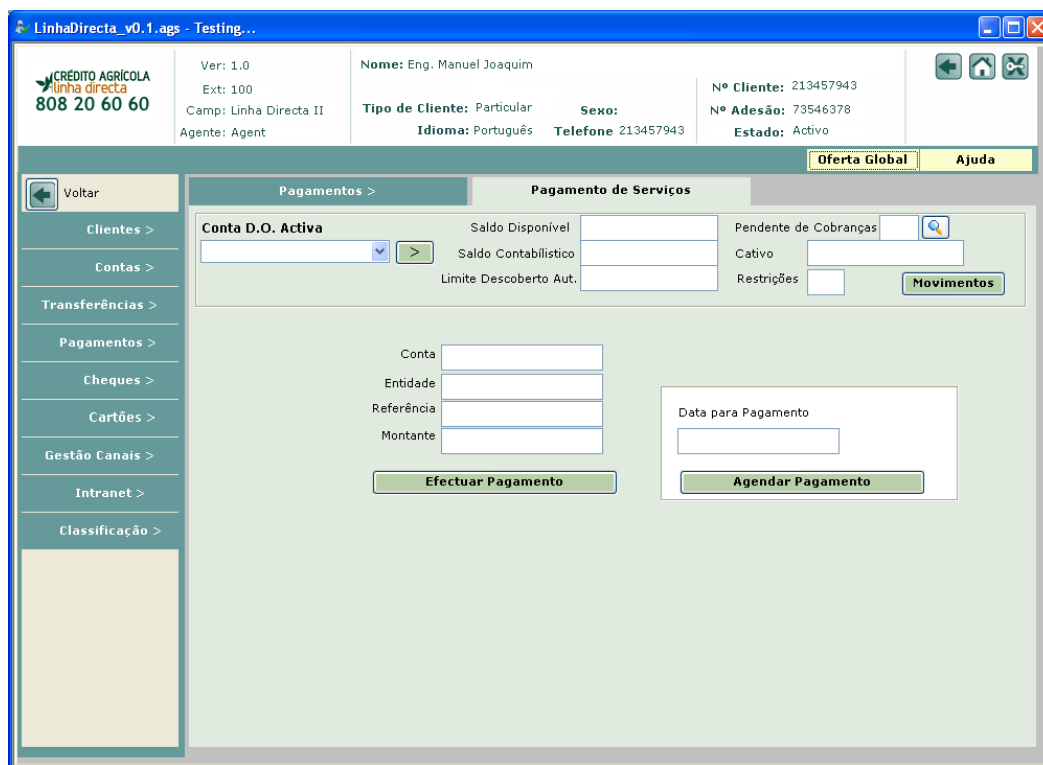 LinhaDirecta_v0.1.ags - Testing...
CRÉDITO AGRÍCOLA
linha directa
808 20 60 60
Ver: 1.0
Ext: 100
Camp: Linha Directa II
Agente: Agent
Nome: Eng. Manuel Joaquim
Tipo de Cliente: Particular Sexo:
Idioma: Português Telefone 213457943
Nº Cliente: 213457943
Nº Adesão: 73546378
Estado: Activo
Oferta Global Ajuda
Voltar
Clientes >
Contas >
Transferências >
Pagamentos >
Cheques >
Cartões >
Gestão Canais >
Intranet >
Classificação >
Pagamentos > Pagamento de Serviços
Conta D.O. Activa
>
Saldo Disponível
Saldo Contabílistico
Limite Descoberto Aut.
Pendente de Cobranças
Cativo
Restrições
Movimentos
Conta
Entidade
Referência
Montante
Efectuar Pagamento
Data para Pagamento
Agendar Pagamento